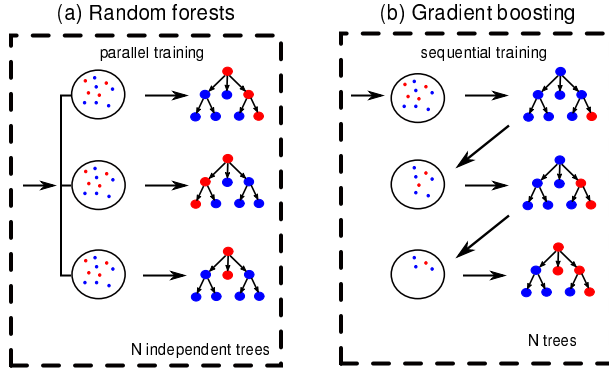 (a) Random forests
parallel training
N independent trees
(b) Gradient boosting
sequential training
N trees